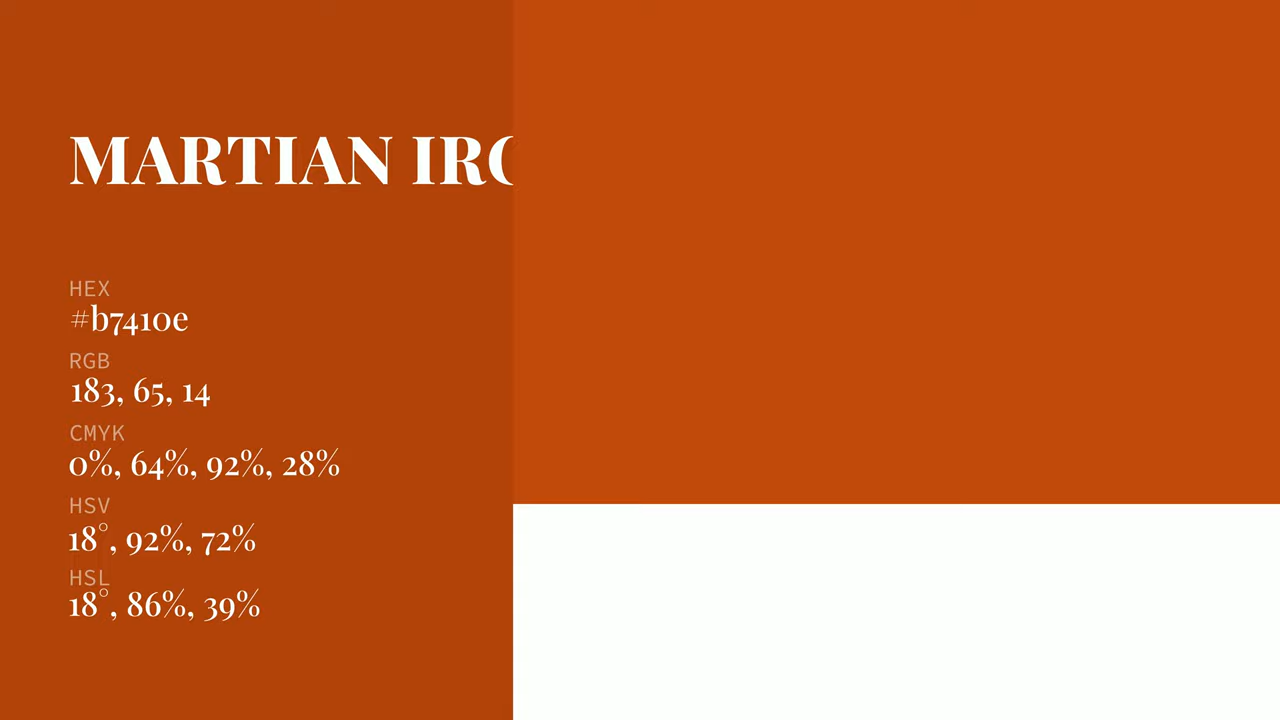 MARTIAN IRO
HEX
#b7410e
RGB
183, 65, 14
CMYK
0%, 64%, 92%, 28%
HSV
18°, 92%, 72%
HSL
18°, 86%, 39%